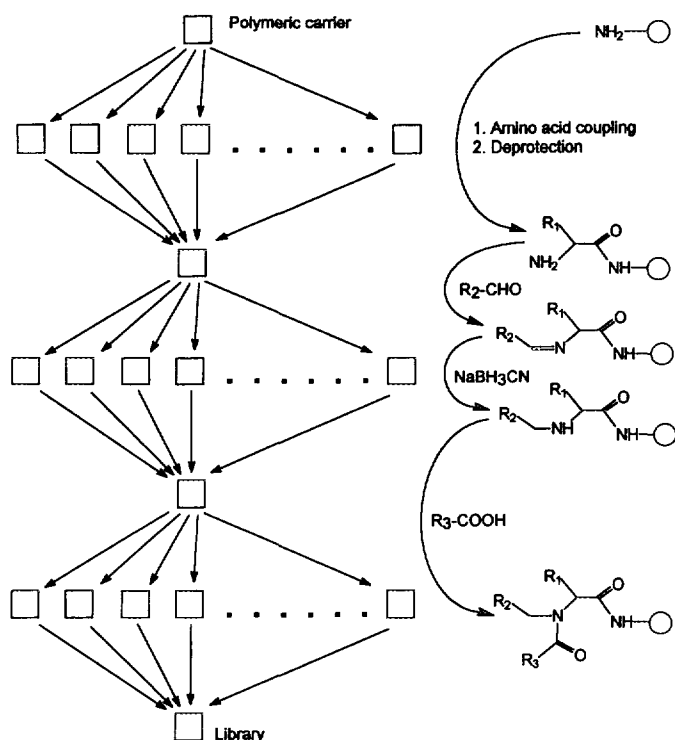 Polymeric carrier
NH2
1. Amino acid coupling
2. Deprotection
R1
O
NH2
NH
R2-CHO
R1
O
R2
N
NH
NaBH3CN
R1
O
R2
NH
NH
R3-COOH
R1
O
R2
N
NH
R3
O
Library